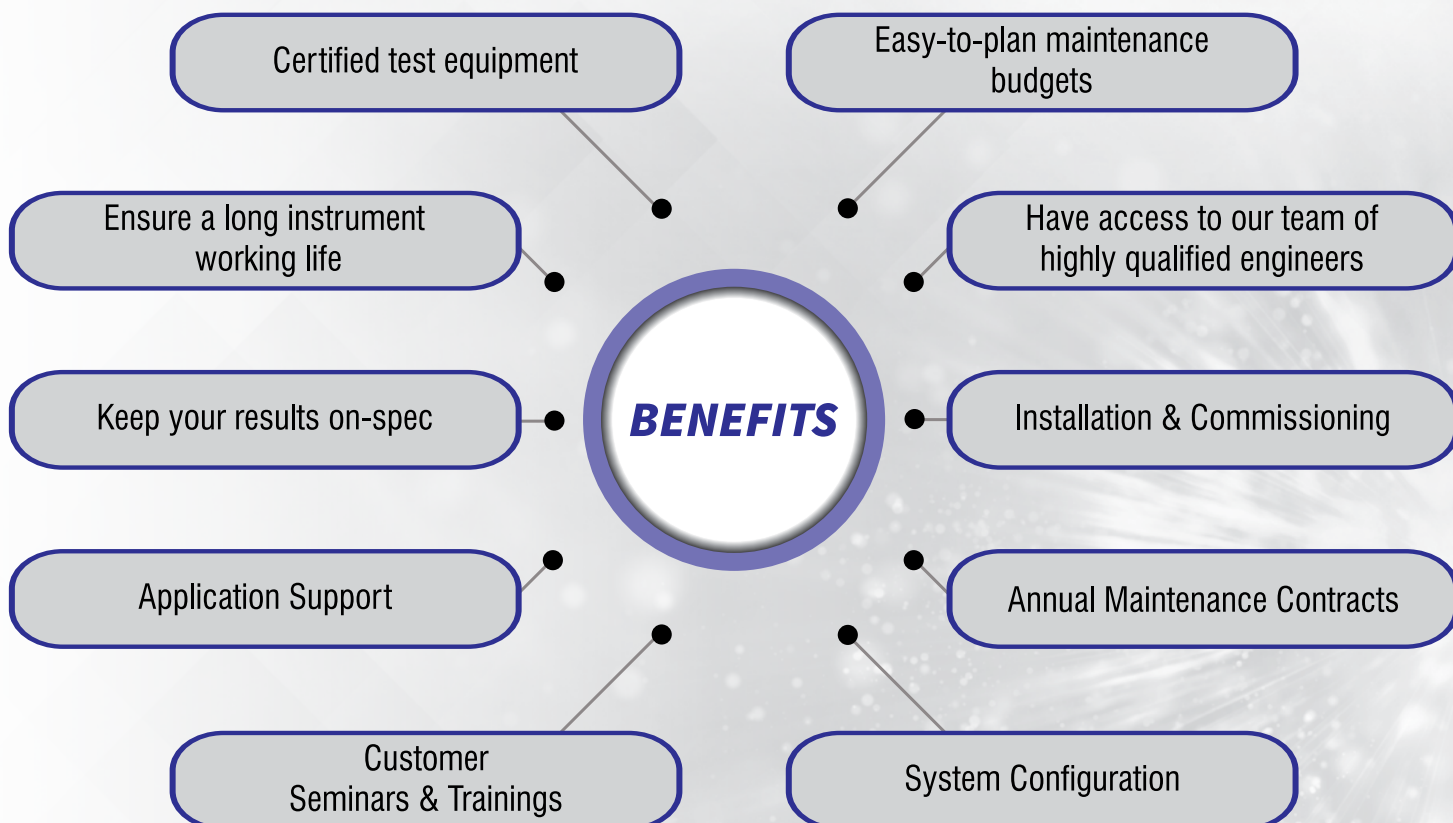 Certified test equipment
Easy-to-plan maintenance
budgets
Ensure a long instrument
working life
Have access to our team of
highly qualified engineers
Keep your results on-spec
BENEFITS
Installation & Commissioning
Application Support
Annual Maintenance Contracts
Customer
Seminars & Trainings
System Configuration